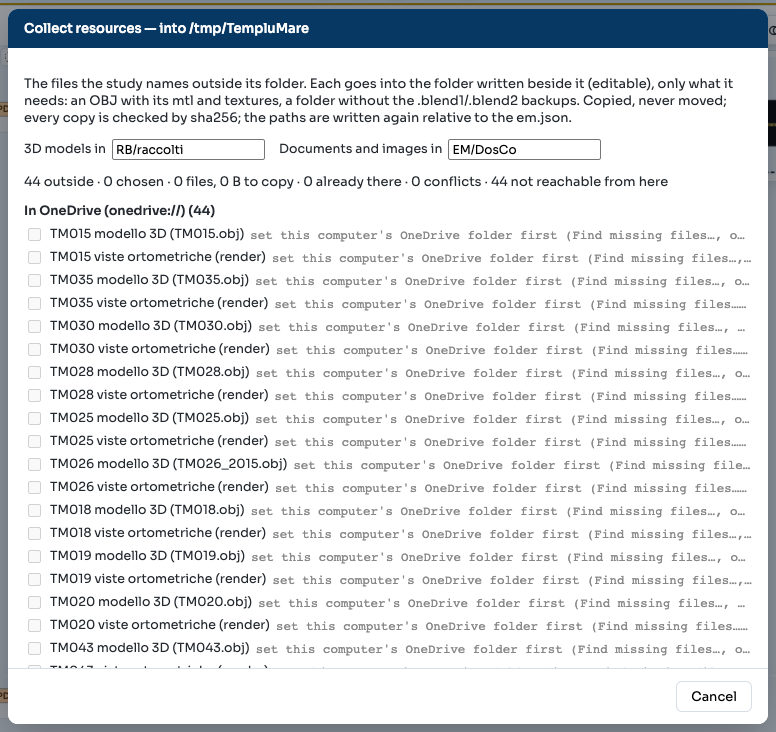 Collect resources — into /tmp/TempluMare
The files the study names outside its folder. Each goes into the folder written beside it (editable), only what it
needs: an OBJ with its mtl and textures, a folder without the .blend1/.blend2 backups. Copied, never moved;
every copy is checked by sha256; the paths are written again relative to the em.json.
3D models in RB/raccolti Documents and images in EM/DosCo
44 outside · 0 chosen · 0 files, 0 B to copy · 0 already there · 0 conflicts · 44 not reachable from here
In OneDrive (onedrive://) (44)
TM015 modello 3D (TM015.obj) set this computer's OneDrive folder first (Find missing files…, o…
TM015 viste ortometriche (render) set this computer's OneDrive folder first (Find missing files…,…
TM035 modello 3D (TM035.obj) set this computer's OneDrive folder first (Find missing files…, o…
TM035 viste ortometriche (render) set this computer's OneDrive folder first (Find missing files……
TM030 modello 3D (TM030.obj) set this computer's OneDrive folder first (Find missing files…, …
TM030 viste ortometriche (render) set this computer's OneDrive folder first (Find missing files……
TM028 modello 3D (TM028.obj) set this computer's OneDrive folder first (Find missing files…, o…
TM028 viste ortometriche (render) set this computer's OneDrive folder first (Find missing files……
TM025 modello 3D (TM025.obj) set this computer's OneDrive folder first (Find missing files…, o…
TM025 viste ortometriche (render) set this computer's OneDrive folder first (Find missing files……
TM026 modello 3D (TM026_2015.obj) set this computer's OneDrive folder first (Find missing file…
TM026 viste ortometriche (render) set this computer's OneDrive folder first (Find missing files……
TM018 modello 3D (TM018.obj) set this computer's OneDrive folder first (Find missing files…, o…
TM018 viste ortometriche (render) set this computer's OneDrive folder first (Find missing files…,…
TM019 modello 3D (TM019.obj) set this computer's OneDrive folder first (Find missing files…, o…
TM019 viste ortometriche (render) set this computer's OneDrive folder first (Find missing files…,…
TM020 modello 3D (TM020.obj) set this computer's OneDrive folder first (Find missing files…, …
TM020 viste ortometriche (render) set this computer's OneDrive folder first (Find missing files……
TM043 modello 3D (TM043.obj) set this computer's OneDrive folder first (Find missing files…, o…
Cancel